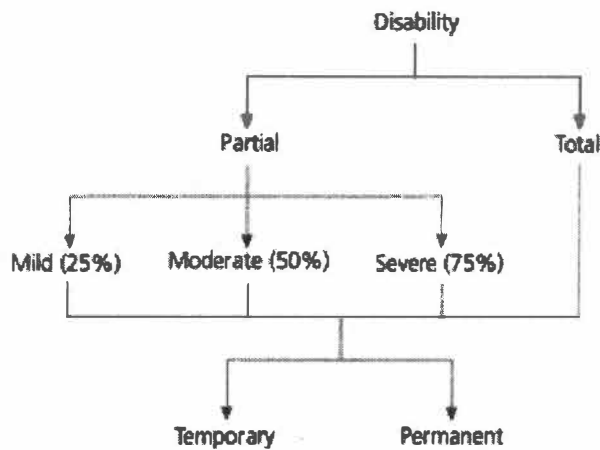 Disability
Partial Total
Mild (25%) Moderate (50%) Severe (75%)
Temporary Permanent